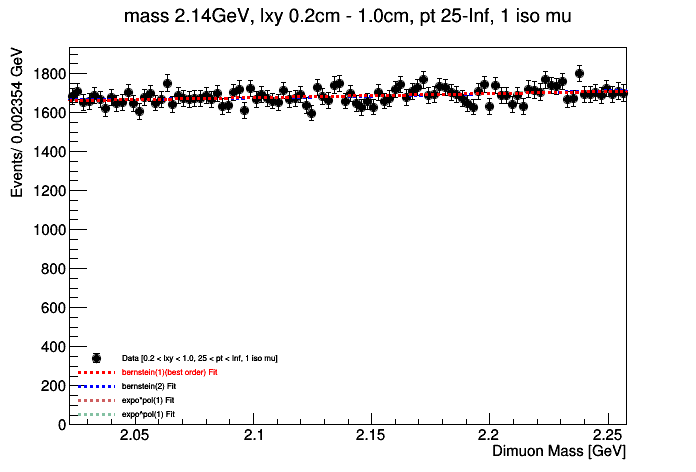 mass 2.14GeV, lxy 0.2cm - 1.0cm, pt 25-Inf, 1 iso mu
Events/ 0.002354 GeV
1800
1600
1400
1200
1000
800
600
400
200
0
Data [0.2 < lxy < 1.0, 25 < pt < Inf, 1 iso mu]
bernstein(1)(best order) Fit
bernstein(2) Fit
expo*pol(1) Fit
expo^pol(1) Fit
2.05 2.1 2.15 2.2 2.25
Dimuon Mass [GeV]